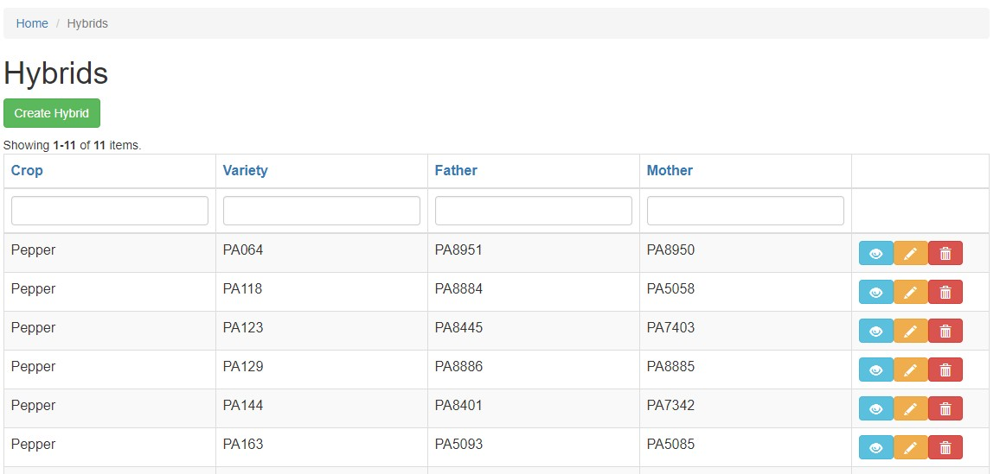 Home / Hybrids
Hybrids
Create Hybrid
Showing 1-11 of 11 items.
Crop Variety Father Mother
Pepper PA064 PA8951 PA8950
Pepper PA118 PA8884 PA5058
Pepper PA123 PA8445 PA7403
Pepper PA129 PA8886 PA8885
Pepper PA144 PA8401 PA7342
Pepper PA163 PA5093 PA5085